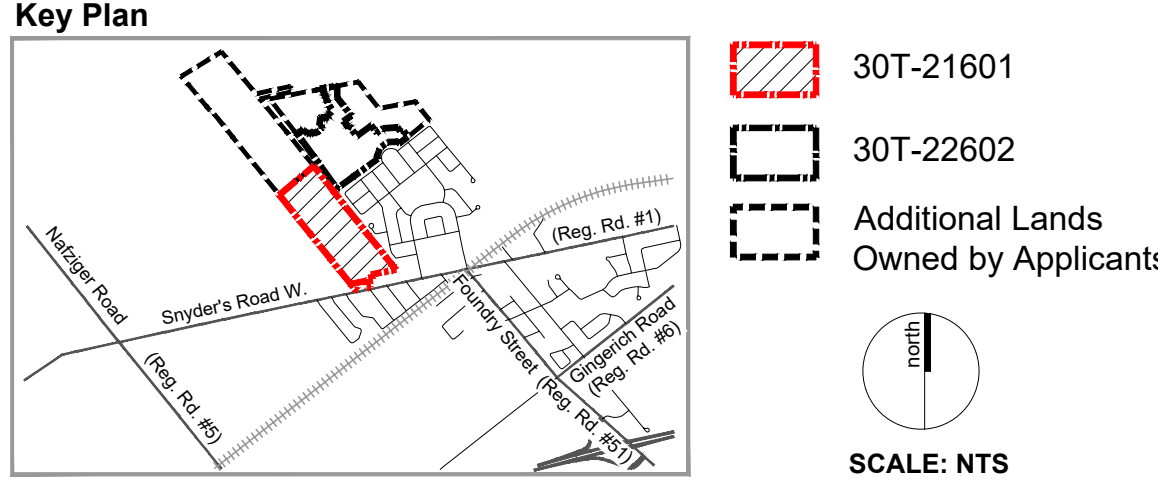 Key Plan
30T-21601
30T-22602
Additional Lands
Owned by Applicants
Nafziger Road
(Reg. Rd. #5)
Snyder's Road W.
(Reg. Rd. #1)
Foundry Street
(Reg. Rd. #51)
Gingerich Road
(Reg. Rd. #6)
north
SCALE: NTS